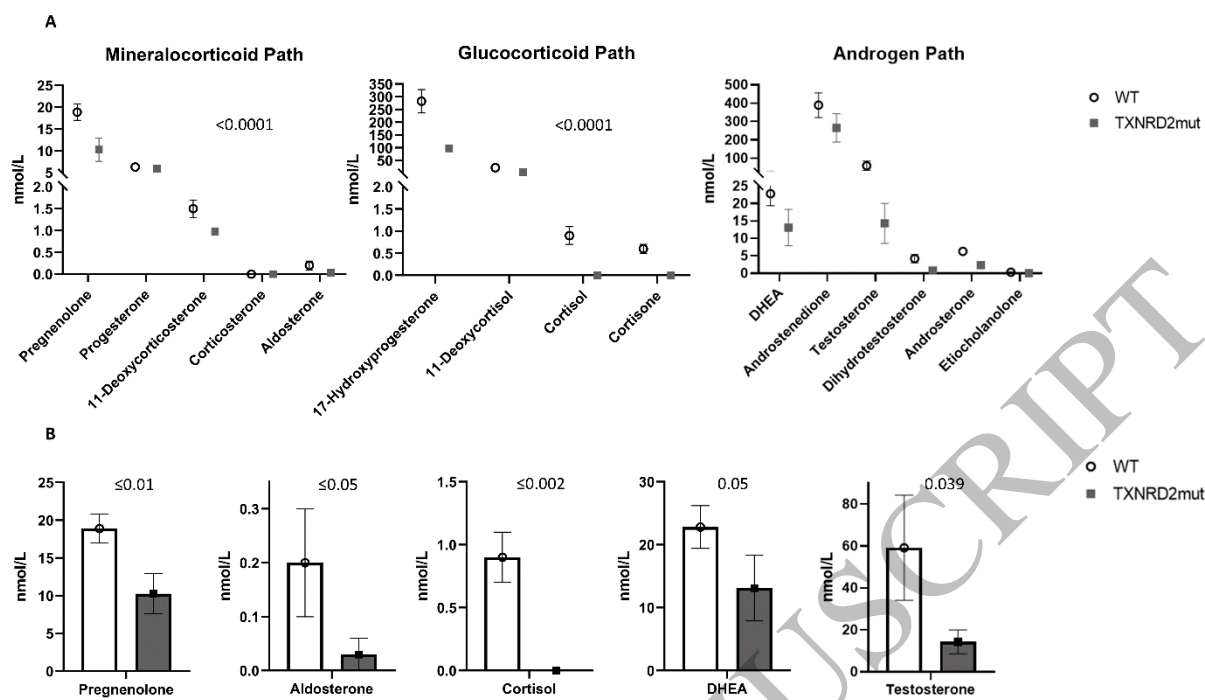 A
Mineralocorticoid Path
Glucocorticoid Path
Androgen Path
nmol/L
25
20
15
10
5
2.0
1.5
1.0
0.5
0.0
<0.0001
Pregnenolone
Progesterone
11-Deoxycorticosterone
Corticosterone
Aldosterone
nmol/L
350
300
250
200
150
100
50
2.0
1.5
1.0
0.5
0.0
<0.0001
17-Hydroxyprogesterone
11-Deoxycortisol
Cortisol
Cortisone
nmol/L
500
400
300
200
100
25
20
15
10
5
0
DHEA
Androstenedione
Testosterone
Dihydrotestosterone
Androsterone
Etiocholanolone
WT
TXNRD2mut
B
nmol/L
25
20
15
10
5
0
≤0.01
Pregnenolone
nmol/L
0.3
0.2
0.1
0.0
≤0.05
Aldosterone
nmol/L
1.5
1.0
0.5
0.0
≤0.002
Cortisol
nmol/L
30
20
10
0
0.05
DHEA
nmol/L
80
60
40
20
0
0.039
Testosterone
WT
TXNRD2mut
USCRIPT